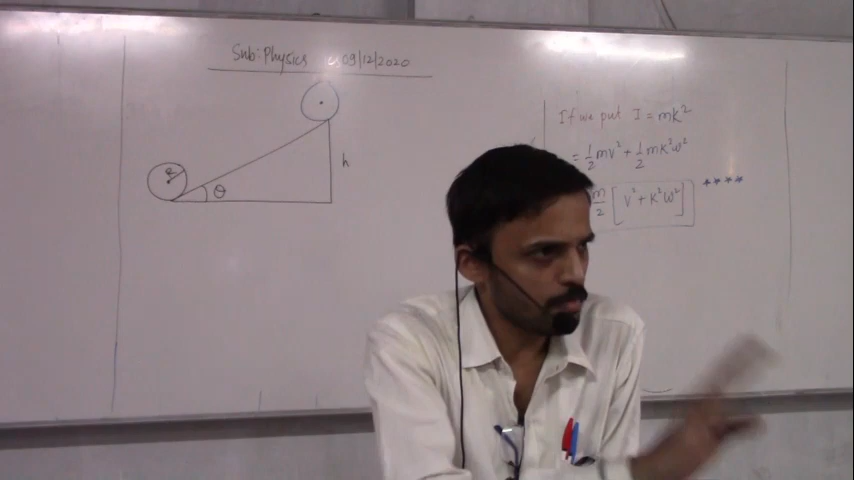 Sub: Physics 09/12/2020
h
R
θ
If we put I = mk²
= ½mv² + ½mk²ω²
m/2 [v² + k²ω²] ****